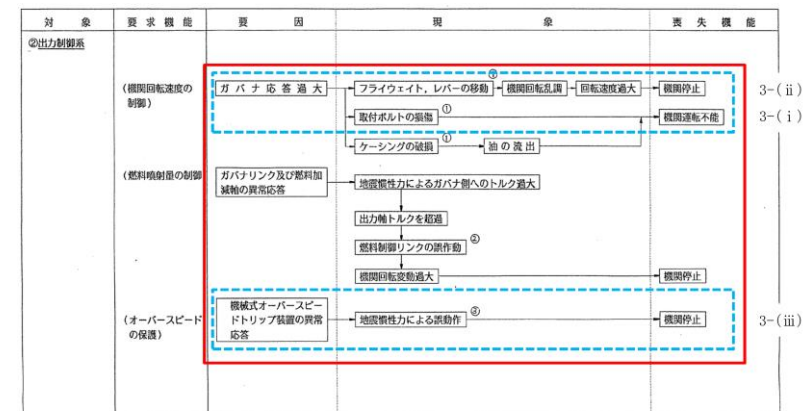 対 象 要 求 機 能 要 因 現 象 喪 失 機 能
②出力制御系
(機関回転速度の
制御)
ガ バ ナ 応 答 過 大
フライウェイト，レバーの移動 ② 機関回転乱調 回転速度過大 機関停止 3-(ⅱ)
取付ボルトの損傷 ① 機関運転不能 3-(ⅰ)
ケーシングの破損 ① 油 の 流 出
(燃料噴射量の制御
ガバナリンク及び燃料加
減軸の異常応答
地震慣性力によるガバナ側へのトルク過大
出力軸トルクを超過
燃料制御リンクの誤作動 ②
機関回転変動過大 機関停止
(オーバースピード
の保護)
機械式オーバースピー
ドトリップ装置の異常
応答
地震慣性力による誤動作 ③ 機関停止 3-(ⅲ)